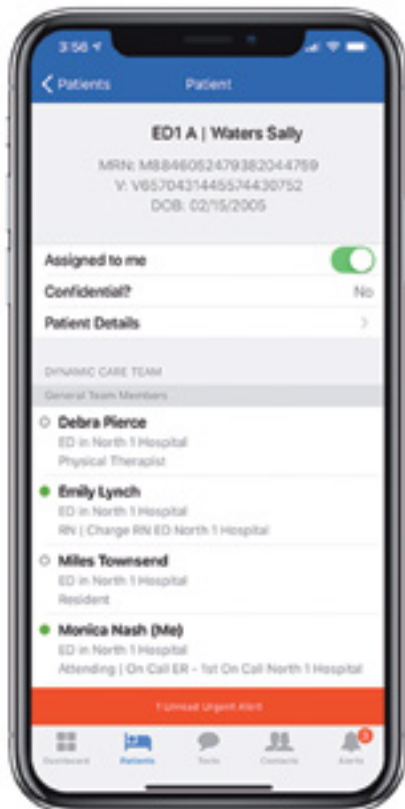 3:56
Patients Patient
ED1 A | Waters Sally
MRN: M8846052479382044759
V: V6570431445574430752
DOB: 02/15/2005
Assigned to me
Confidential? No
Patient Details
DYNAMIC CARE TEAM
General Team Members
Debra Pierce
ED in North 1 Hospital
Physical Therapist
Emily Lynch
ED in North 1 Hospital
RN | Charge RN ED North 1 Hospital
Miles Townsend
ED in North 1 Hospital
Resident
Monica Nash (Me)
ED in North 1 Hospital
Attending | On Call ER - 1st On Call North 1 Hospital
1 Unread Urgent Alert
Dashboard Patients Texts Contacts Alerts
3